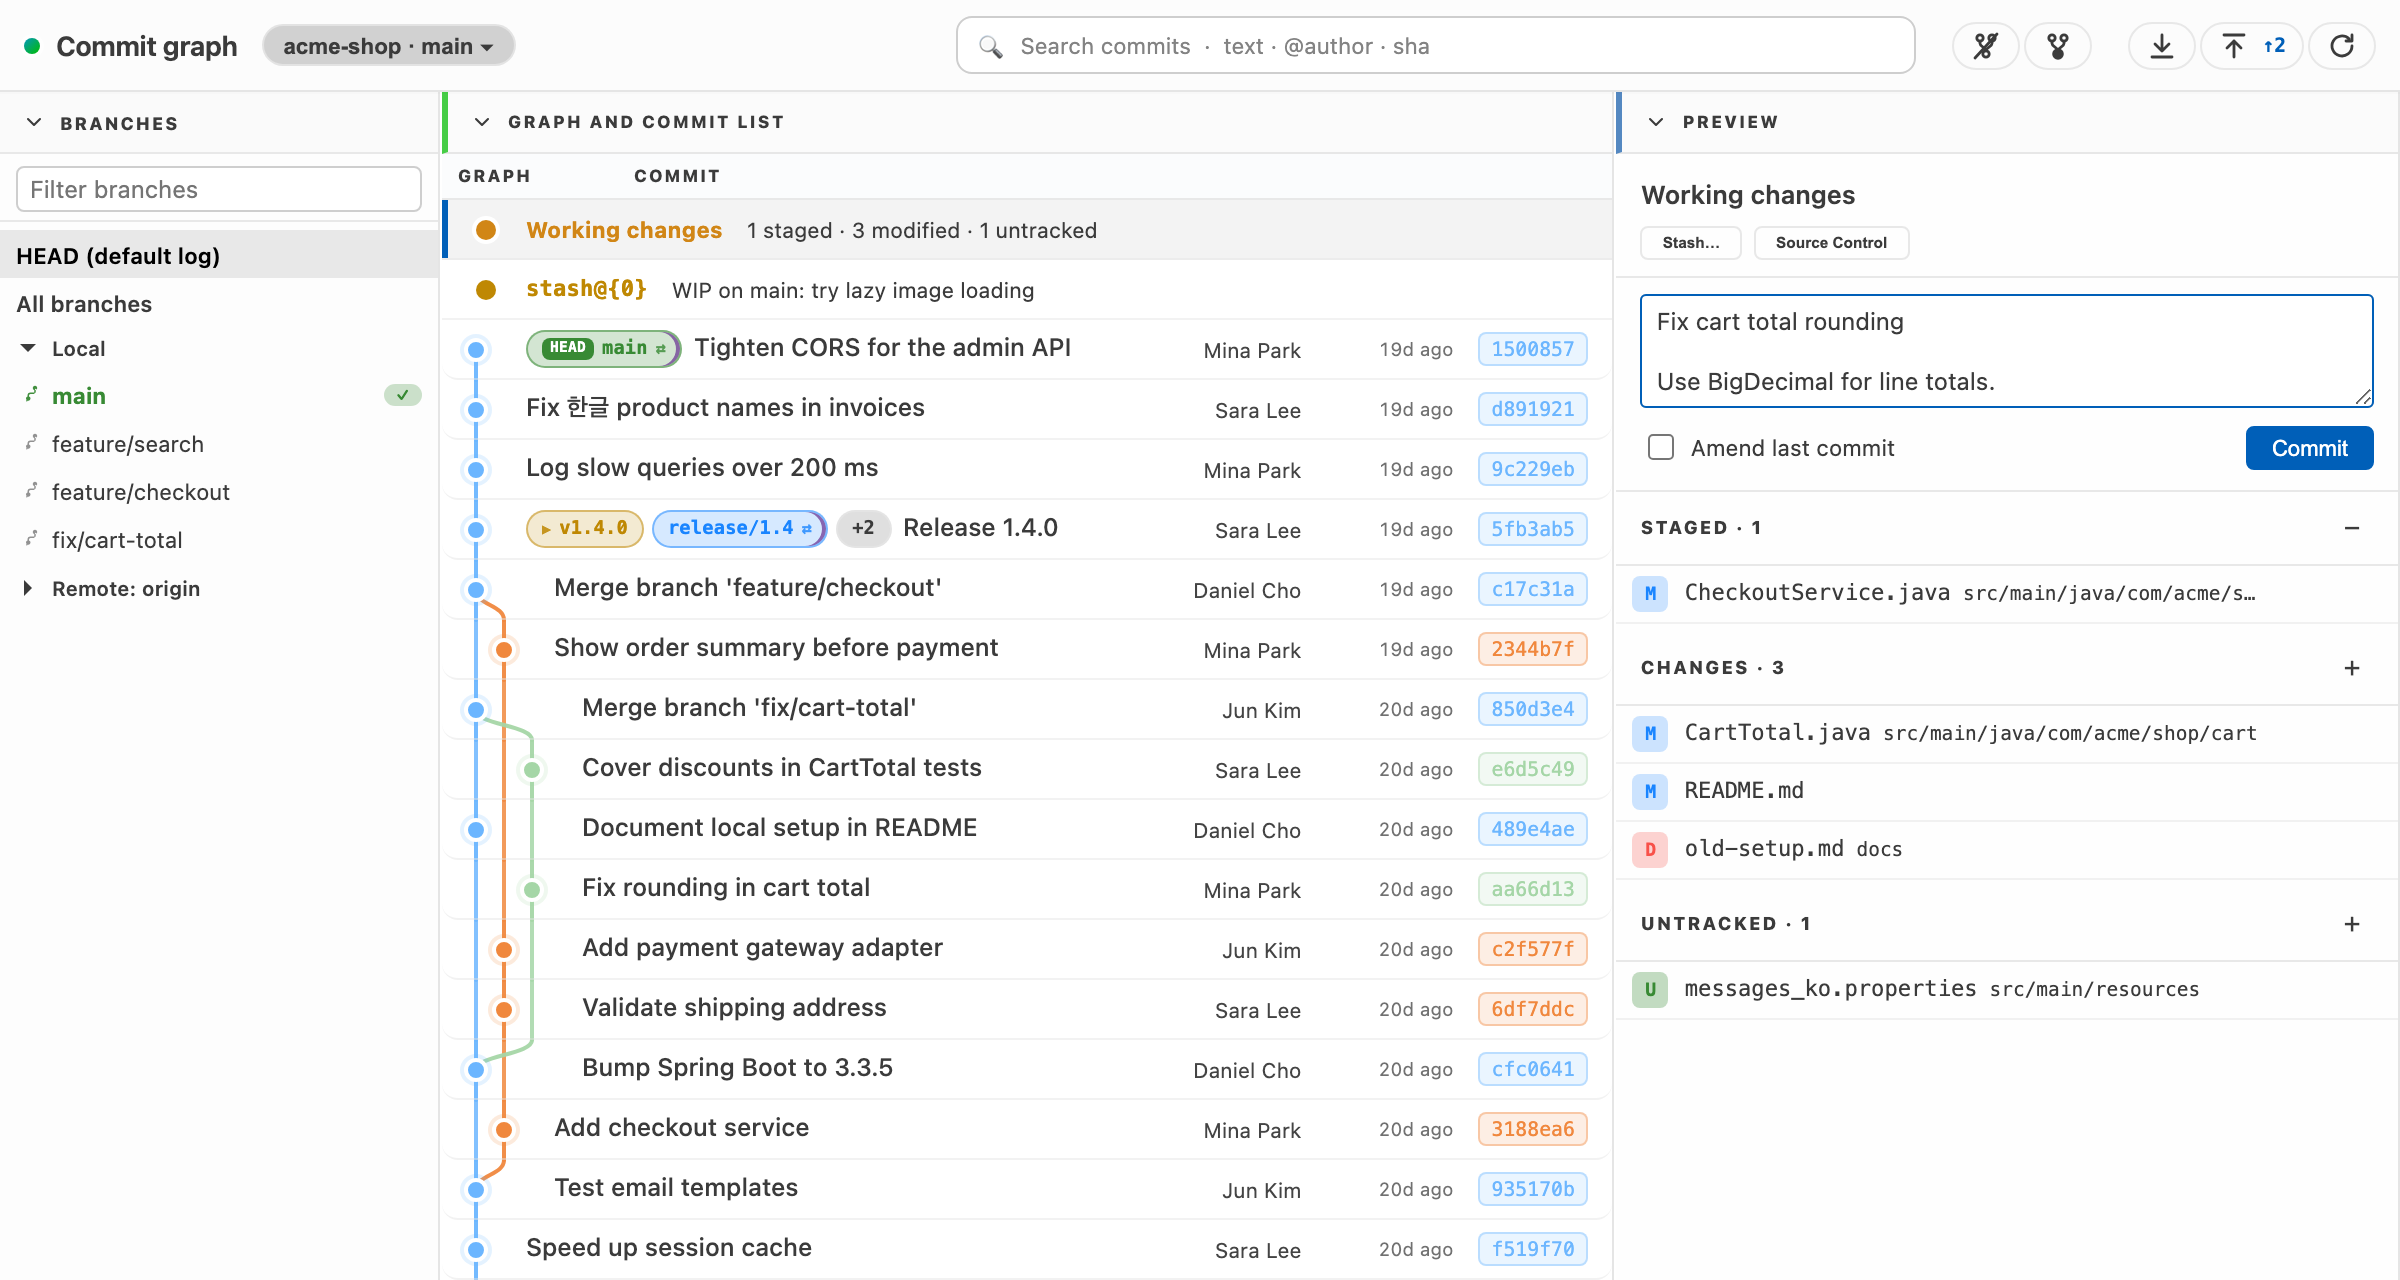 Commit graph
acme-shop · main
Search commits · text · @author · sha
↑2
BRANCHES
Filter branches
HEAD (default log)
All branches
Local
main
feature/search
feature/checkout
fix/cart-total
Remote: origin
GRAPH AND COMMIT LIST
GRAPH COMMIT
Working changes 1 staged · 3 modified · 1 untracked
stash@{0} WIP on main: try lazy image loading
HEAD main ⇄ Tighten CORS for the admin API Mina Park 19d ago 1500857
Fix 한글 product names in invoices Sara Lee 19d ago d891921
Log slow queries over 200 ms Mina Park 19d ago 9c229eb
v1.4.0 release/1.4 ⇄ +2 Release 1.4.0 Sara Lee 19d ago 5fb3ab5
Merge branch 'feature/checkout' Daniel Cho 19d ago c17c31a
Show order summary before payment Mina Park 19d ago 2344b7f
Merge branch 'fix/cart-total' Jun Kim 20d ago 850d3e4
Cover discounts in CartTotal tests Sara Lee 20d ago e6d5c49
Document local setup in README Daniel Cho 20d ago 489e4ae
Fix rounding in cart total Mina Park 20d ago aa66d13
Add payment gateway adapter Jun Kim 20d ago c2f577f
Validate shipping address Sara Lee 20d ago 6df7ddc
Bump Spring Boot to 3.3.5 Daniel Cho 20d ago cfc0641
Add checkout service Mina Park 20d ago 3188ea6
Test email templates Jun Kim 20d ago 935170b
Speed up session cache Sara Lee 20d ago f519f70
PREVIEW
Working changes
Stash... Source Control
Fix cart total rounding
Use BigDecimal for line totals.
Amend last commit Commit
STAGED · 1
M CheckoutService.java src/main/java/com/acme/s…
CHANGES · 3
M CartTotal.java src/main/java/com/acme/shop/cart
M README.md
D old-setup.md docs
UNTRACKED · 1
U messages_ko.properties src/main/resources